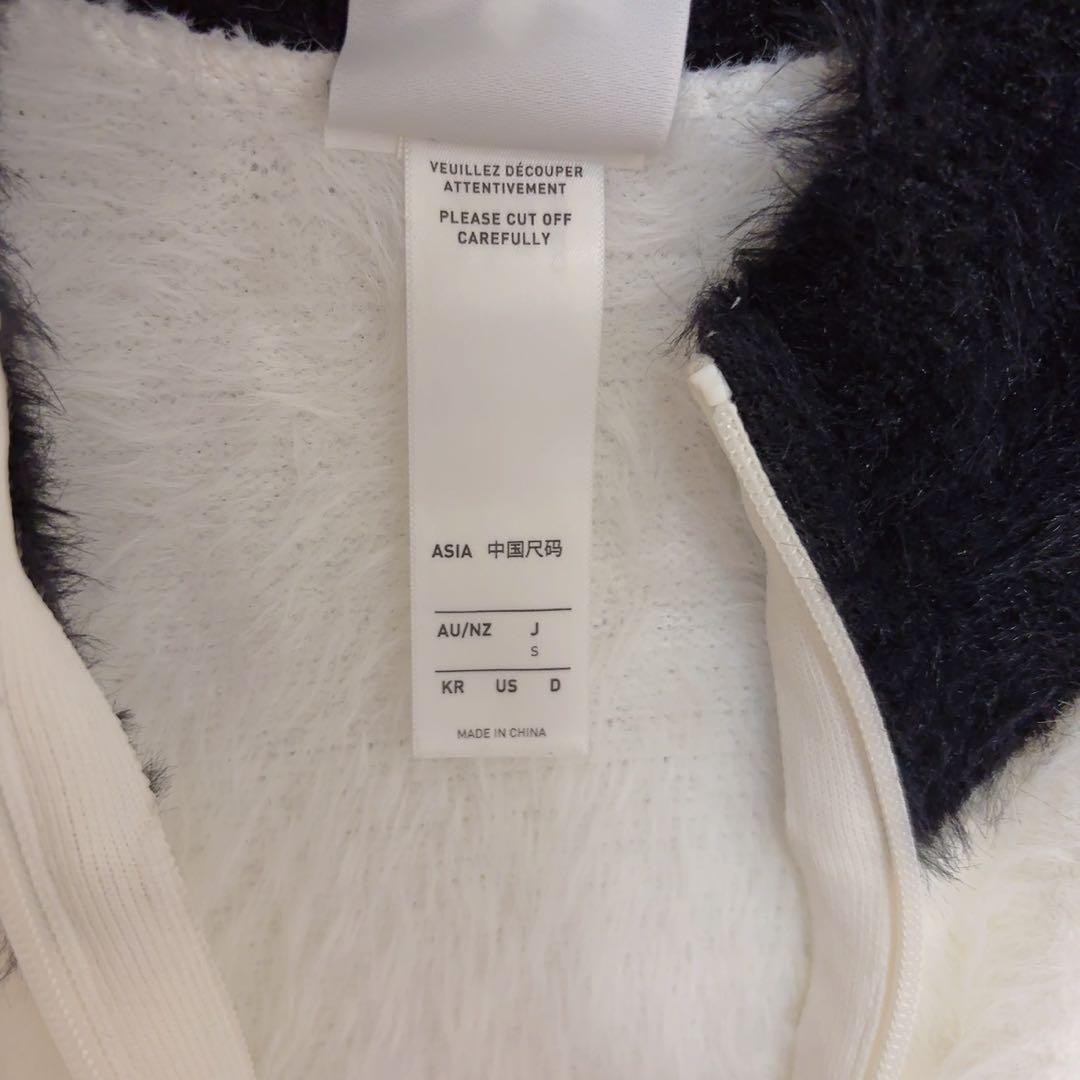 VEUILLEZ DÉCOUPER
ATTENTIVEMENT
PLEASE CUT OFF
CAREFULLY
ASIA 中国尺码
AU/NZ J
S
KR US D
MADE IN CHINA